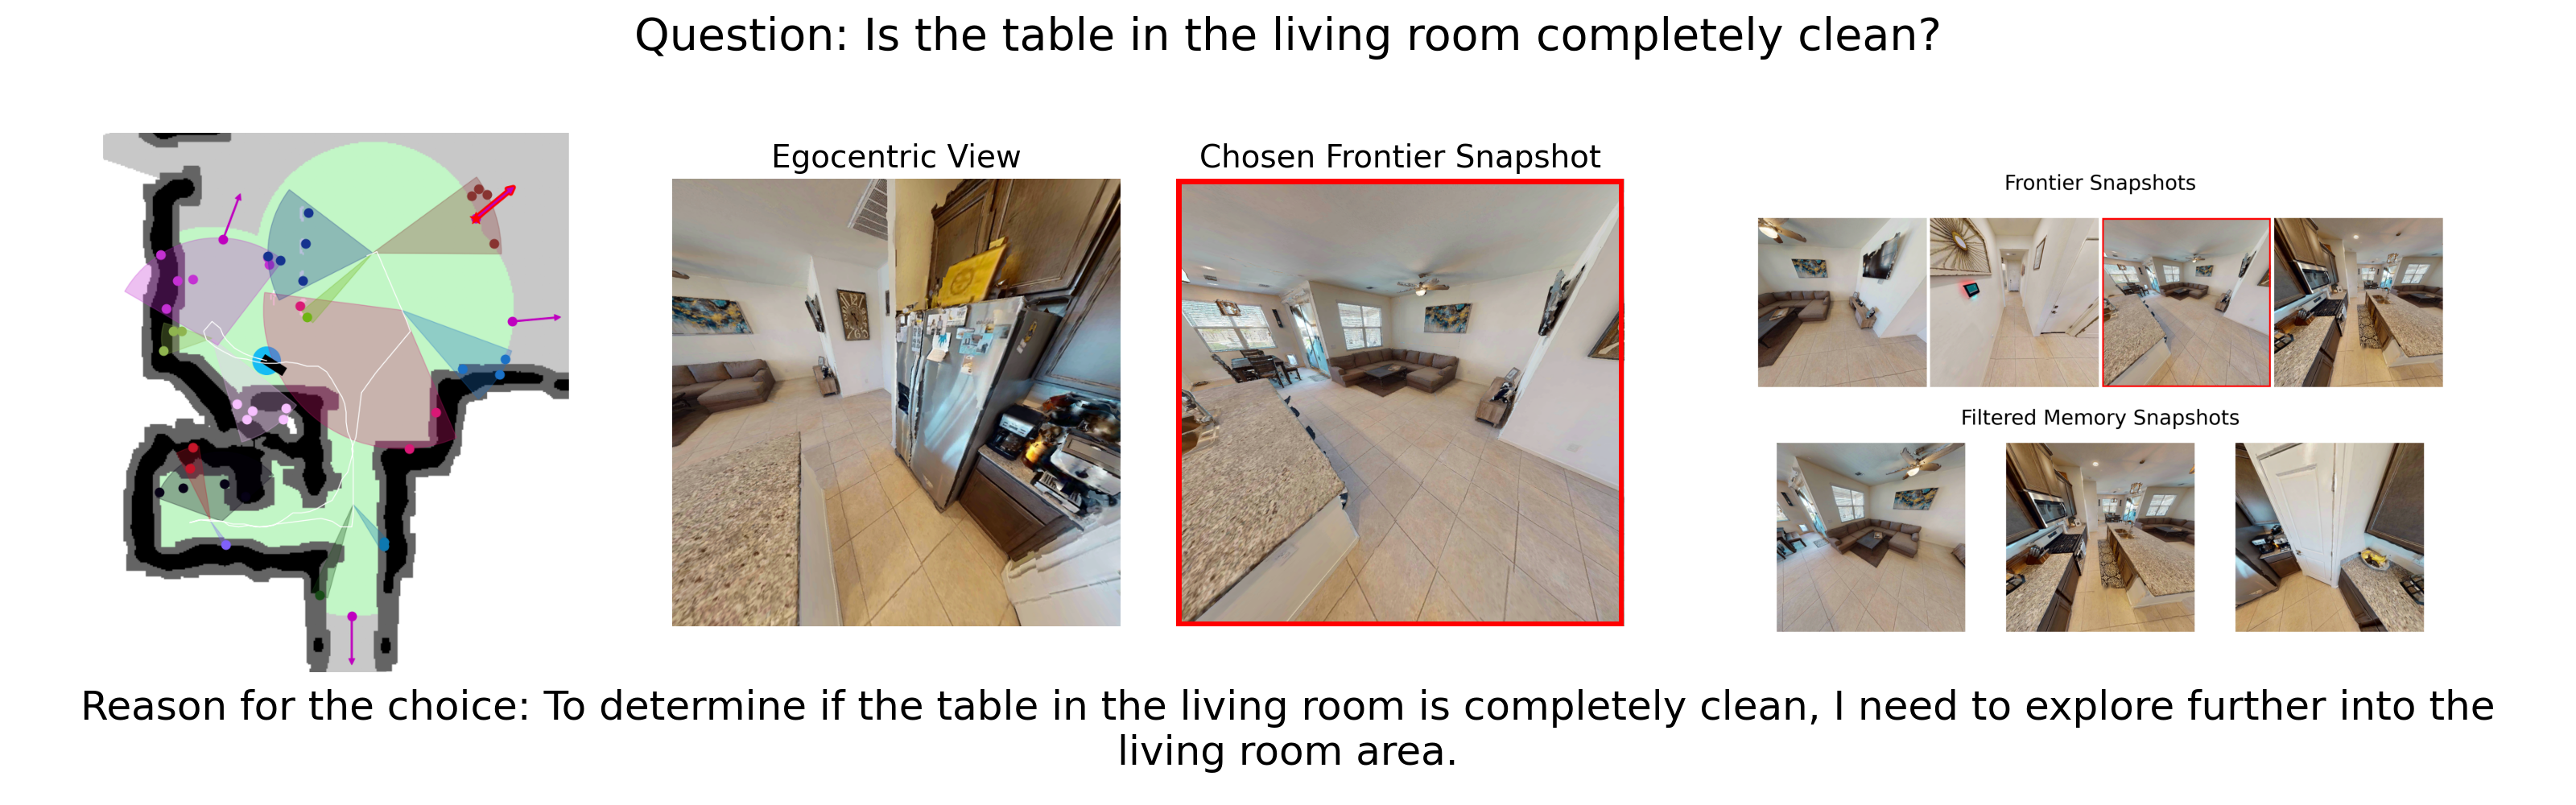 Question: Is the table in the living room completely clean?
Egocentric View
Chosen Frontier Snapshot
Frontier Snapshots
Filtered Memory Snapshots
Reason for the choice: To determine if the table in the living room is completely clean, I need to explore further into the
living room area.